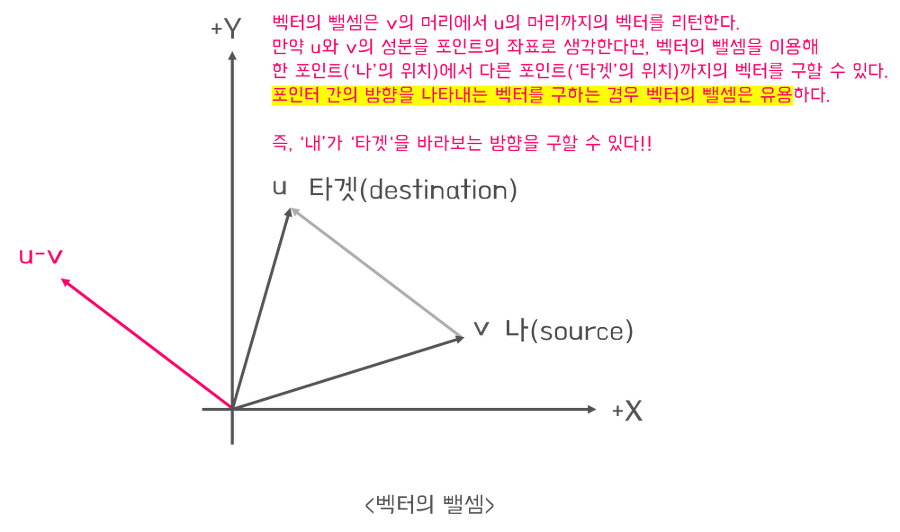 벡터의 뺄셈은 v의 머리에서 u의 머리까지의 벡터를 리턴한다.
만약 u와 v의 성분을 포인트의 좌표로 생각한다면, 벡터의 뺄셈을 이용해
한 포인트(‘나’의 위치)에서 다른 포인트(‘타겟’의 위치)까지의 벡터를 구할 수 있다.
포인터 간의 방향을 나타내는 벡터를 구하는 경우 벡터의 뺄셈은 유용하다.
즉, ‘내’가 ‘타겟‘을 바라보는 방향을 구할 수 있다!!
+Y
u 타겟(destination)
u-v
v 나(source)
+X
<벡터의 뺄셈>